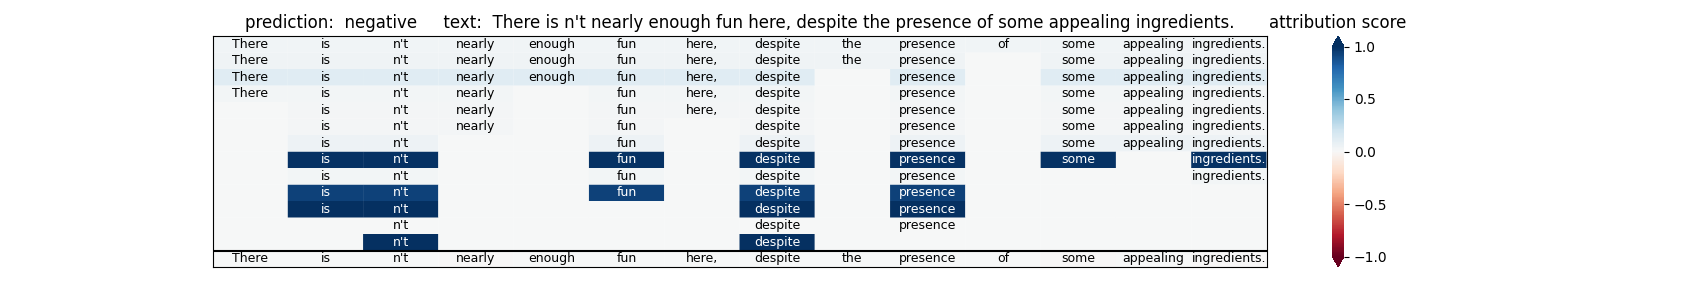 prediction: negative text: There is n't nearly enough fun here, despite the presence of some appealing ingredients. attribution score
There is n't nearly enough fun here, despite the presence of some appealing ingredients. 1.0
There is n't nearly enough fun here, despite the presence some appealing ingredients.
There is n't nearly enough fun here, despite presence some appealing ingredients.
There is n't nearly fun here, despite presence some appealing ingredients. 0.5
is n't nearly fun here, despite presence some appealing ingredients.
is n't nearly fun despite presence some appealing ingredients.
is n't fun despite presence some appealing ingredients.
is n't fun despite presence some ingredients. 0.0
is n't fun despite presence ingredients.
is n't fun despite presence
is n't despite presence −0.5
n't despite presence
n't despite
There is n't nearly enough fun here, despite the presence of some appealing ingredients. −1.0